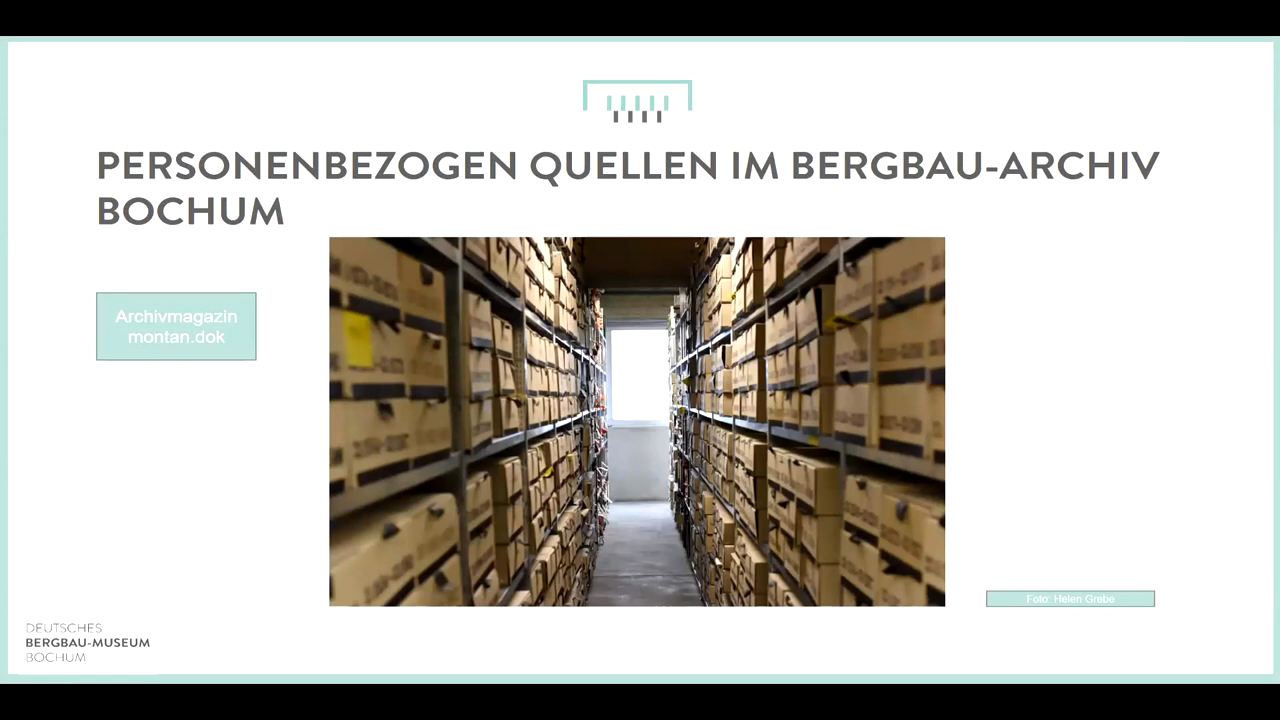 PERSONENBEZOGEN QUELLEN IM BERGBAU-ARCHIV
BOCHUM
Archivmagazin
montan.dok
Foto: Helen Grebe
DEUTSCHES
BERGBAU-MUSEUM
BOCHUM